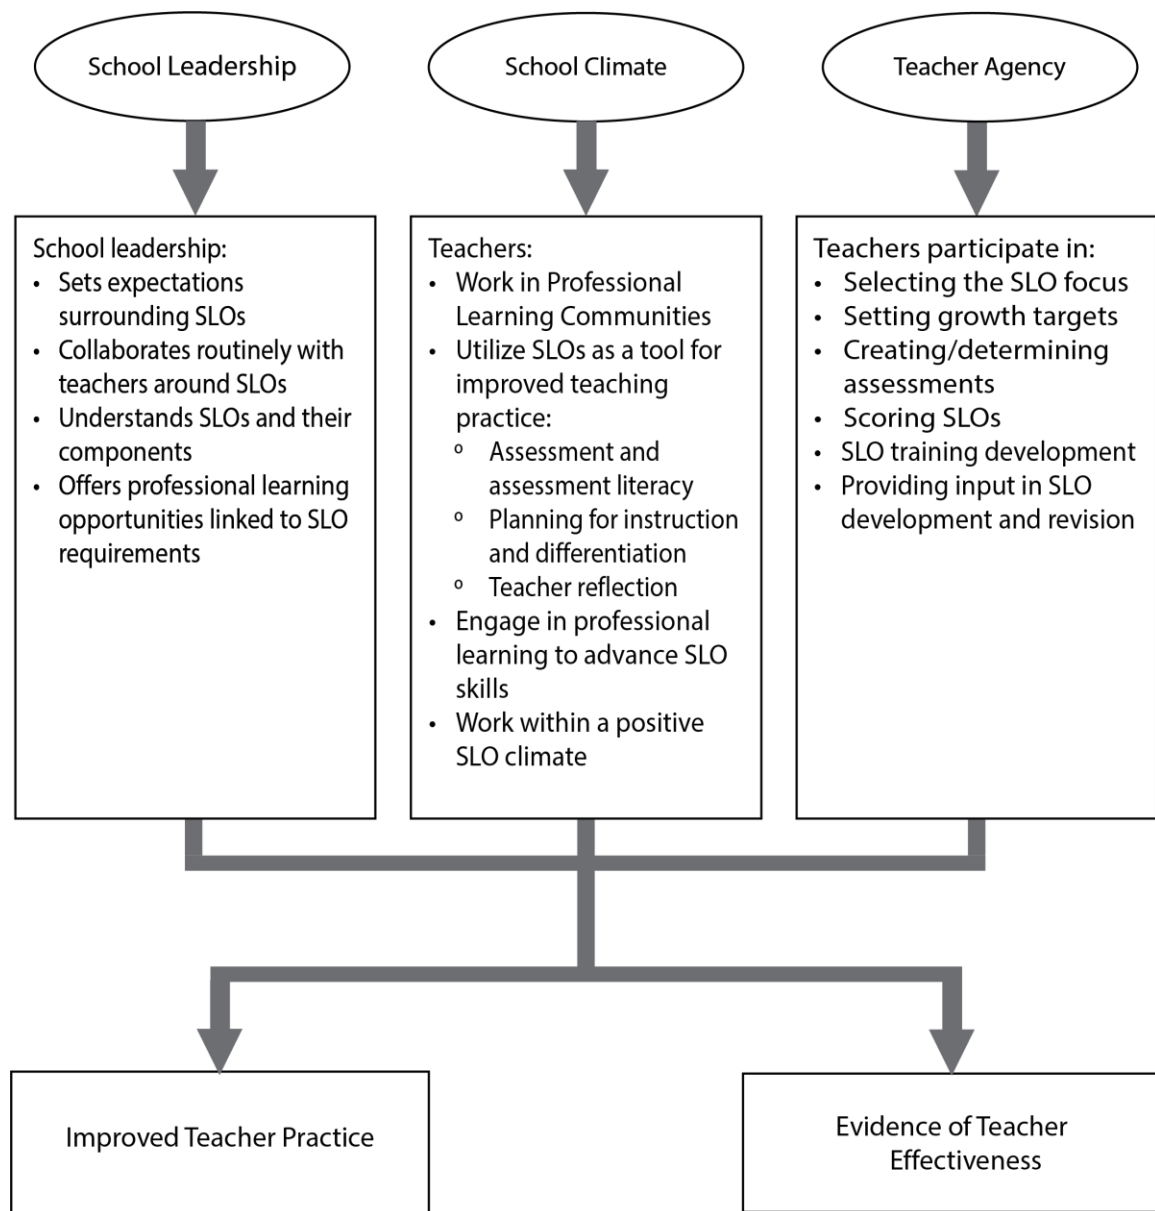 School Leadership
School Climate
Teacher Agency
School leadership:
• Sets expectations
surrounding SLOs
• Collaborates routinely with
teachers around SLOs
• Understands SLOs and their
components
• Offers professional learning
opportunities linked to SLO
requirements
Teachers:
• Work in Professional
Learning Communities
• Utilize SLOs as a tool for
improved teaching
practice:
º Assessment and
assessment literacy
º Planning for instruction
and differentiation
º Teacher reflection
• Engage in professional
learning to advance SLO
skills
• Work within a positive
SLO climate
Teachers participate in:
• Selecting the SLO focus
• Setting growth targets
• Creating/determining
assessments
• Scoring SLOs
• SLO training development
• Providing input in SLO
development and revision
Improved Teacher Practice
Evidence of Teacher
Effectiveness